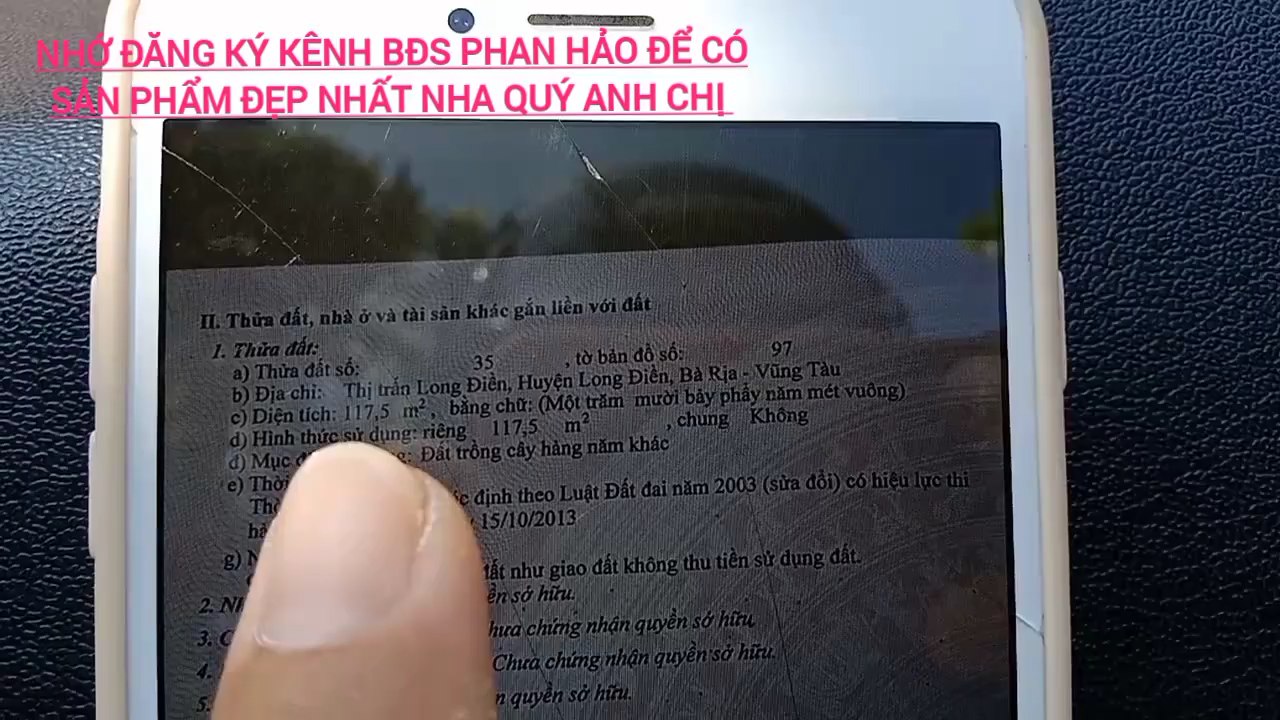 NHỚ ĐĂNG KÝ KÊNH BĐS PHAN HẢO ĐỂ CÓ
SẢN PHẨM ĐẸP NHẤT NHA QUÝ ANH CHỊ
II. Thửa đất, nhà ở và tài sản khác gắn liền với đất
1. Thửa đất:
a) Thửa đất số: 35 , tờ bản đồ số: 97
b) Địa chỉ: Thị trấn Long Điền, Huyện Long Điền, Bà Rịa - Vũng Tàu
c) Diện tích: 117,5 m², bằng chữ: (Một trăm mười bảy phẩy năm mét vuông)
d) Hình thức sử dụng: riêng 117,5 m² , chung Không
đ) Mục Đất trồng cây hàng năm khác
e) Thời
định theo Luật Đất đai năm 2003 (sửa đổi) có hiệu lực thi
15/10/2013
g) như giao đất không thu tiền sử dụng đất.
2. sở hữu.
3. chứng nhận quyền sở hữu.
4. Chưa chứng nhận quyền sở hữu.
5. quyền sở hữu.